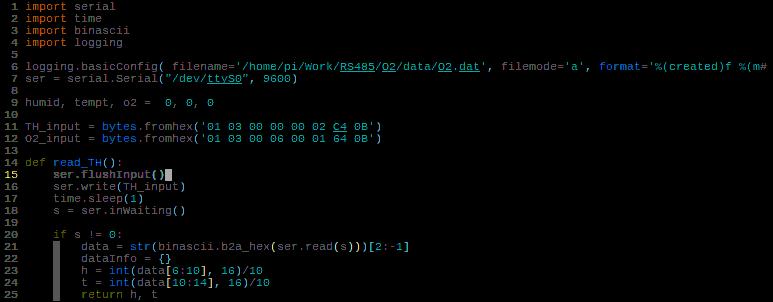 1 import serial
2 import time
3 import binascii
4 import logging
5
6 logging.basicConfig( filename='/home/pi/Work/RS485/O2/data/O2.dat', filemode='a', format='%(created)f %(m#
7 ser = serial.Serial("/dev/ttyS0", 9600)
8
9 humid, tempt, o2 =  0, 0, 0
10
11 TH_input = bytes.fromhex('01 03 00 00 00 02 C4 0B')
12 O2_input = bytes.fromhex('01 03 00 06 00 01 64 0B')
13
14 def read_TH():
15     ser.flushInput()
16     ser.write(TH_input)
17     time.sleep(1)
18     s = ser.inWaiting()
19
20     if s != 0:
21         data = str(binascii.b2a_hex(ser.read(s)))[2:-1]
22         dataInfo = {}
23         h = int(data[6:10], 16)/10
24         t = int(data[10:14], 16)/10
25         return h, t